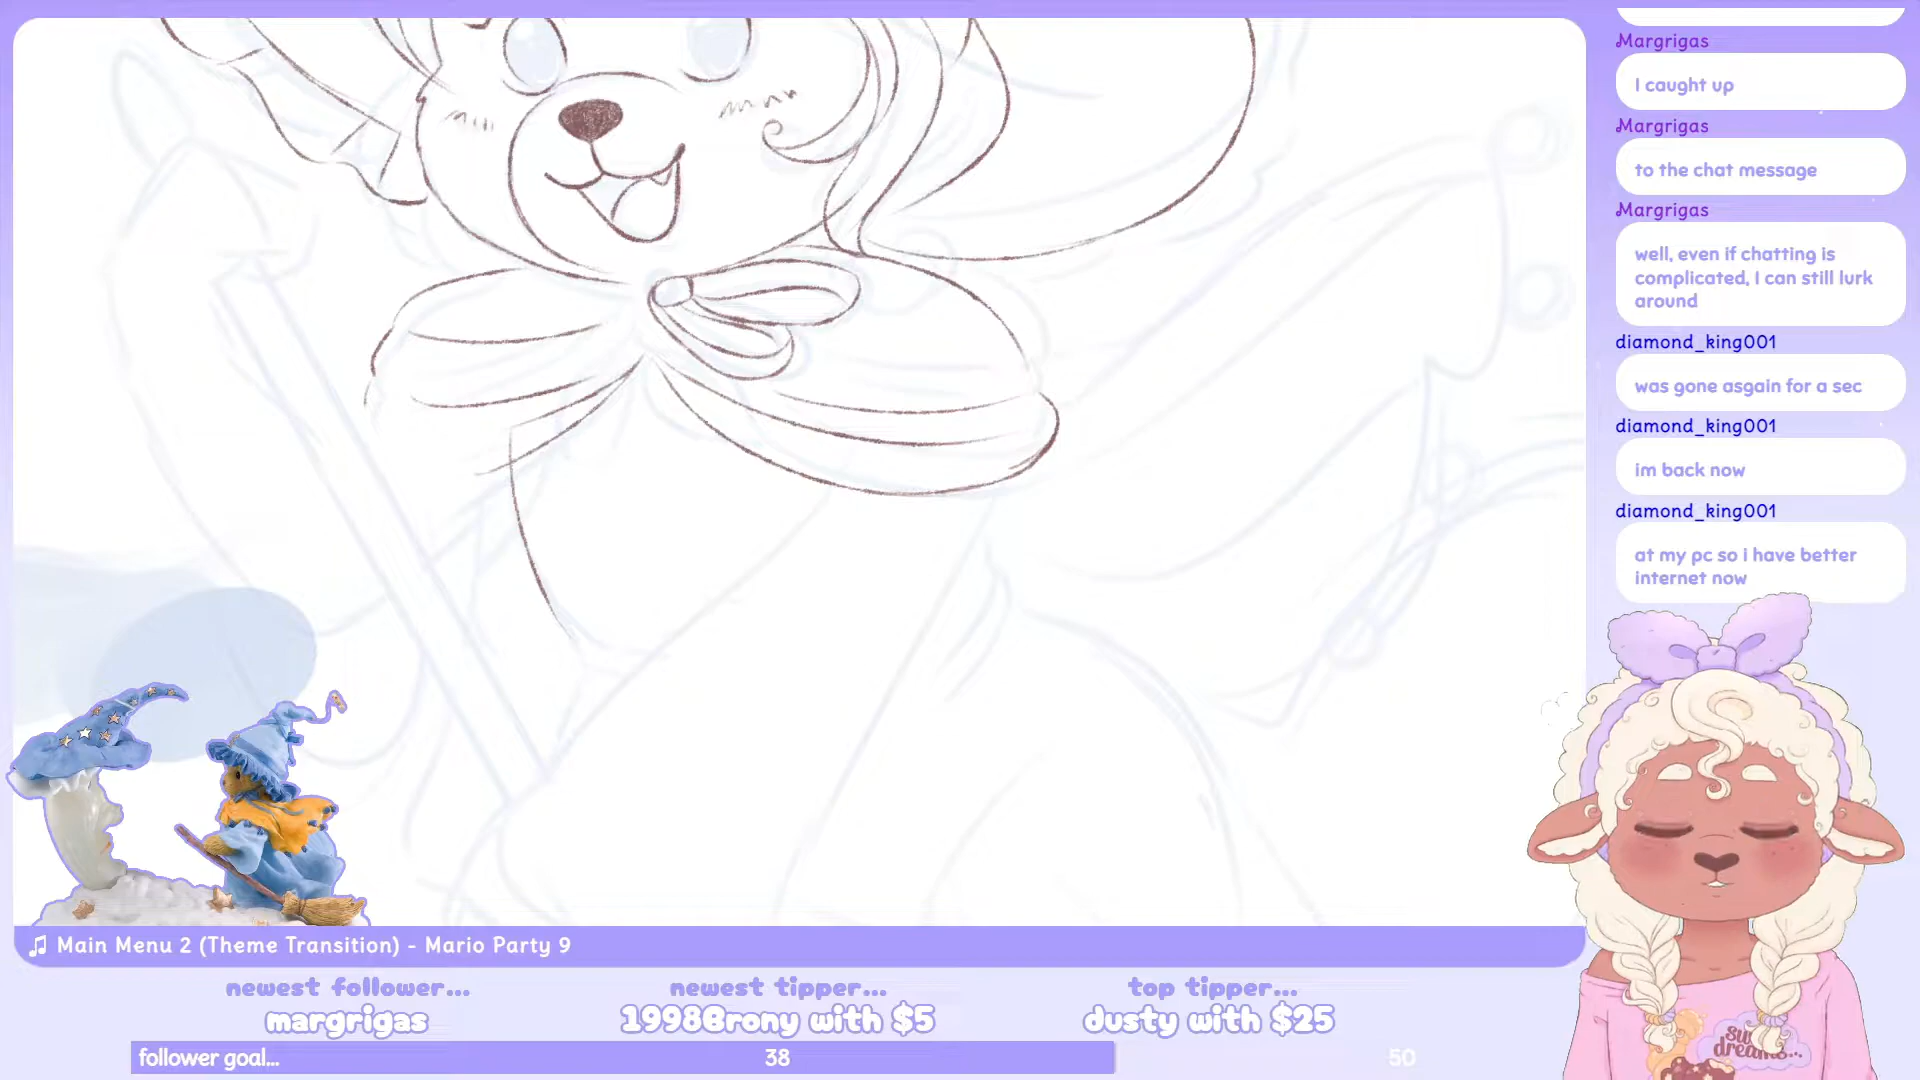 Margrigas
I caught up
Margrigas
to the chat message
Margrigas
well, even if chatting is
complicated, I can still lurk
around
diamond_king001
was gone asgain for a sec
diamond_king001
im back now
diamond_king001
at my pc so i have better
internet now
Main Menu 2 (Theme Transition) - Mario Party 9
newest follower...
margrigas
newest tipper...
1998Brony with $5
top tipper...
dusty with $25
follower goal...
38
50
dreams...